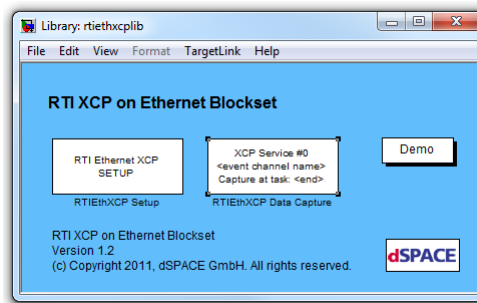 Library: rtiethxcplib
File Edit View Format TargetLink Help
RTI XCP on Ethernet Blockset
RTI Ethernet XCP
SETUP
RTIEthXCP Setup
XCP Service #0
<event channel name>
Capture at task: <end>
RTIEthXCP Data Capture
Demo
RTI XCP on Ethernet Blockset
Version 1.2
(c) Copyright 2011, dSPACE GmbH. All rights reserved.
dSPACE